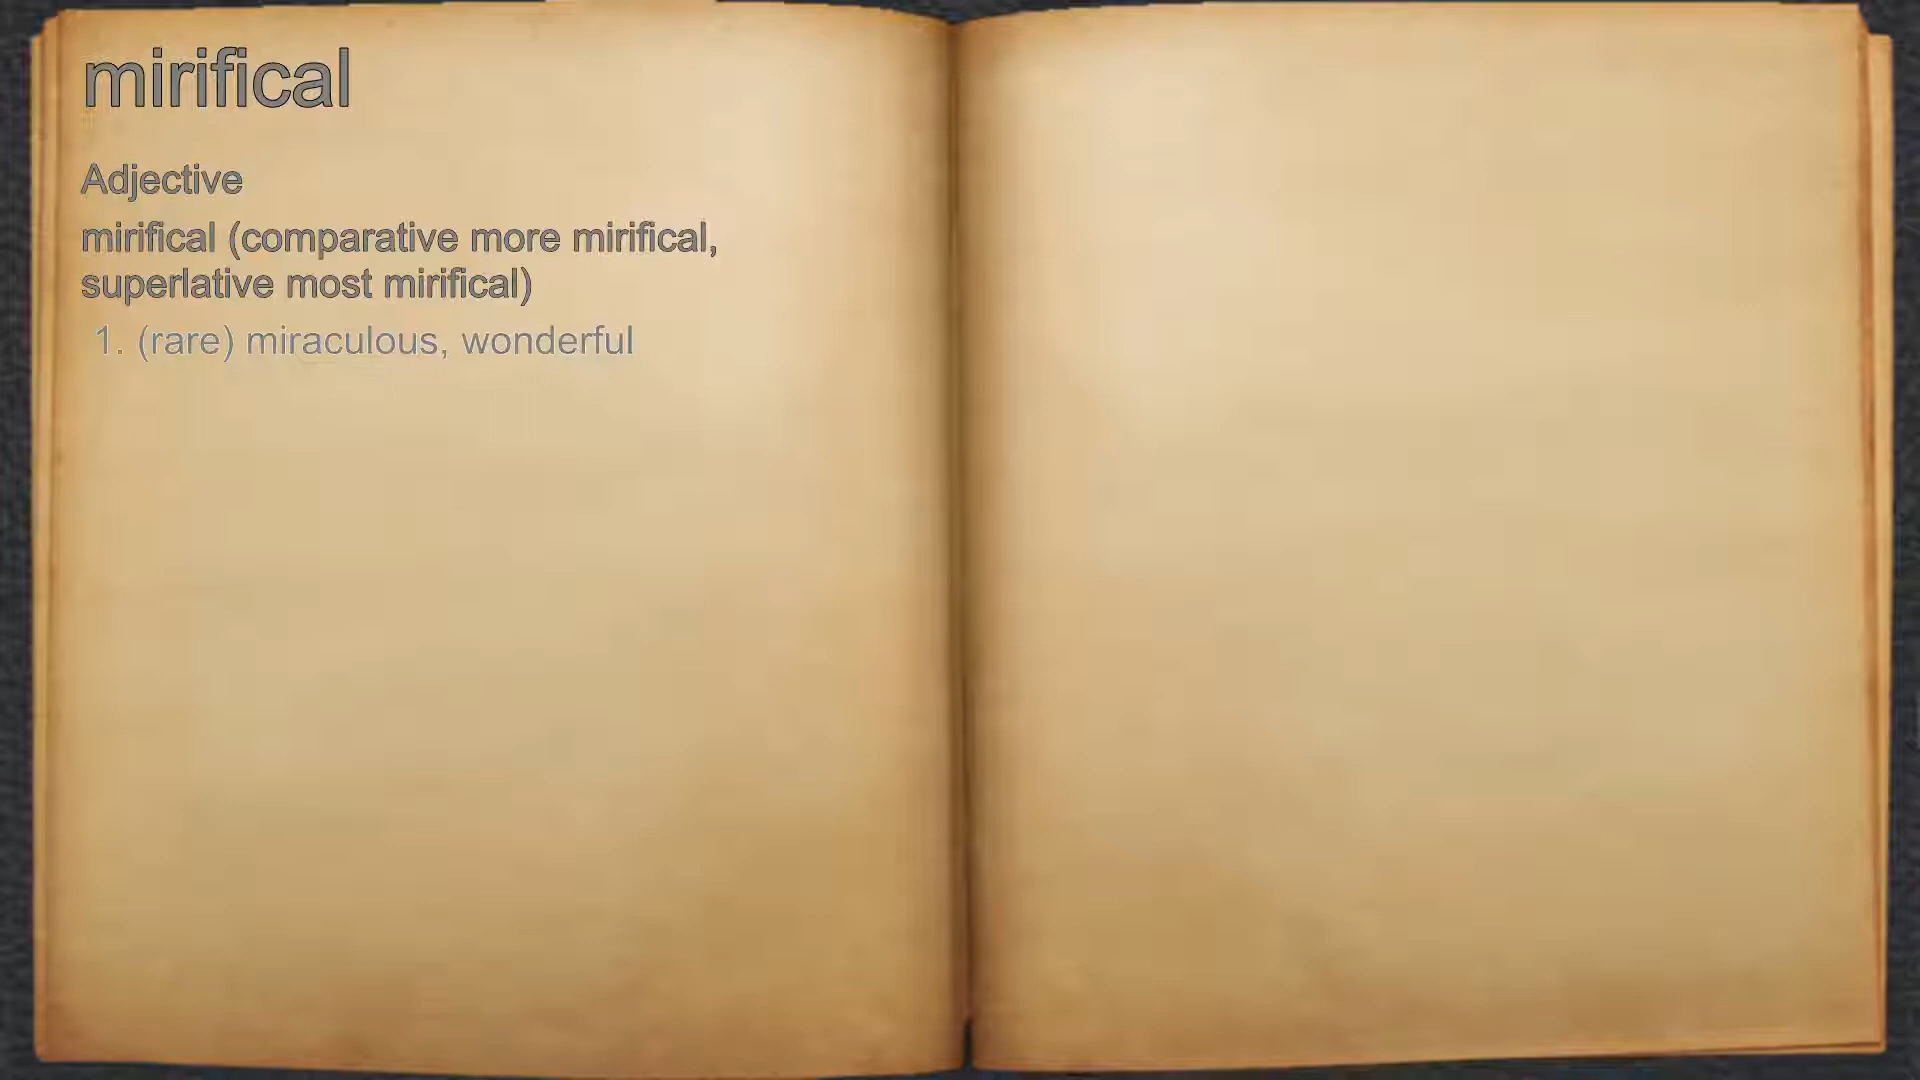 mirifical
Adjective
mirifical (comparative more mirifical,
superlative most mirifical)
1. (rare) miraculous, wonderful